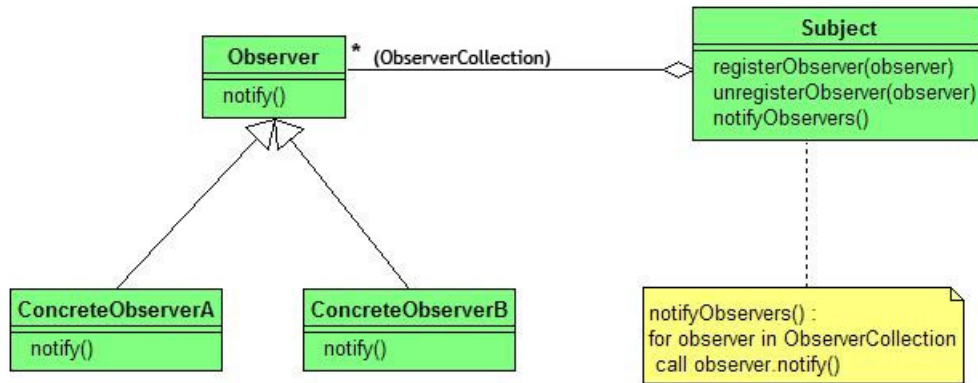 Observer
notify()
* (ObserverCollection)
Subject
registerObserver(observer)
unregisterObserver(observer)
notifyObservers()
ConcreteObserverA
notify()
ConcreteObserverB
notify()
notifyObservers() :
for observer in ObserverCollection
call observer.notify()